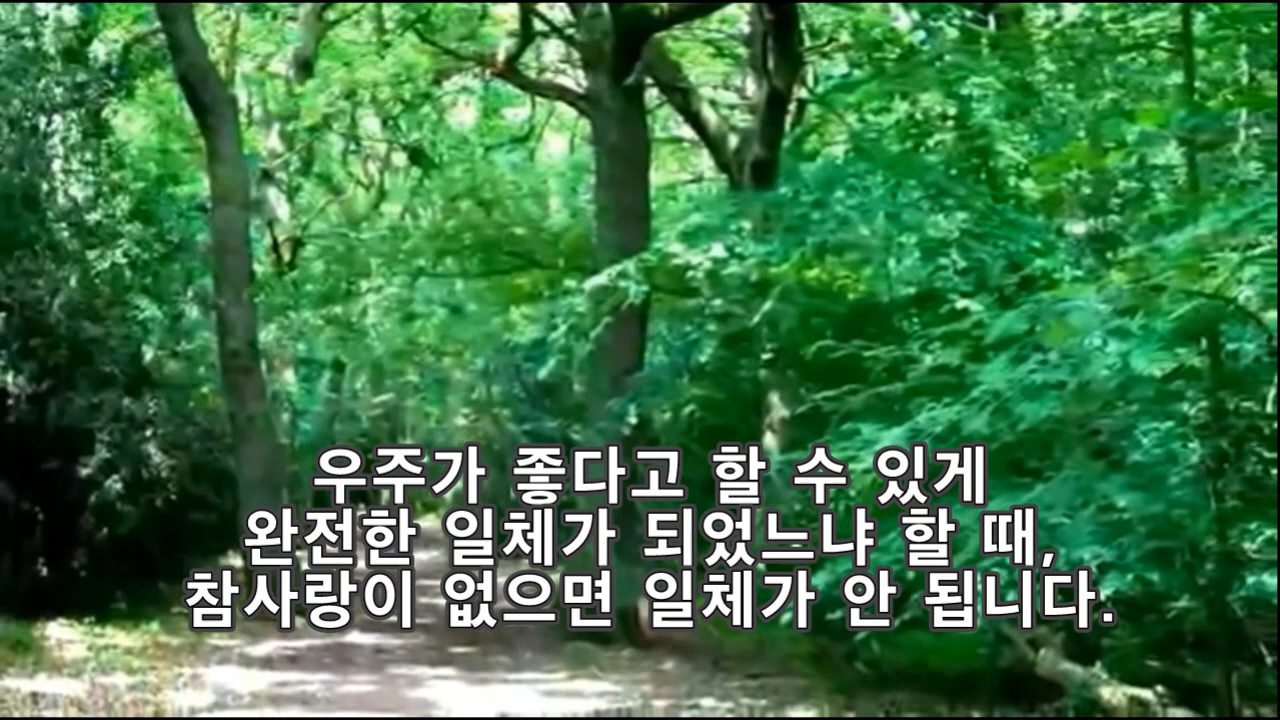 우주가 좋다고 할 수 있게
완전한 일체가 되었느냐 할 때,
참사랑이 없으면 일체가 안 됩니다.